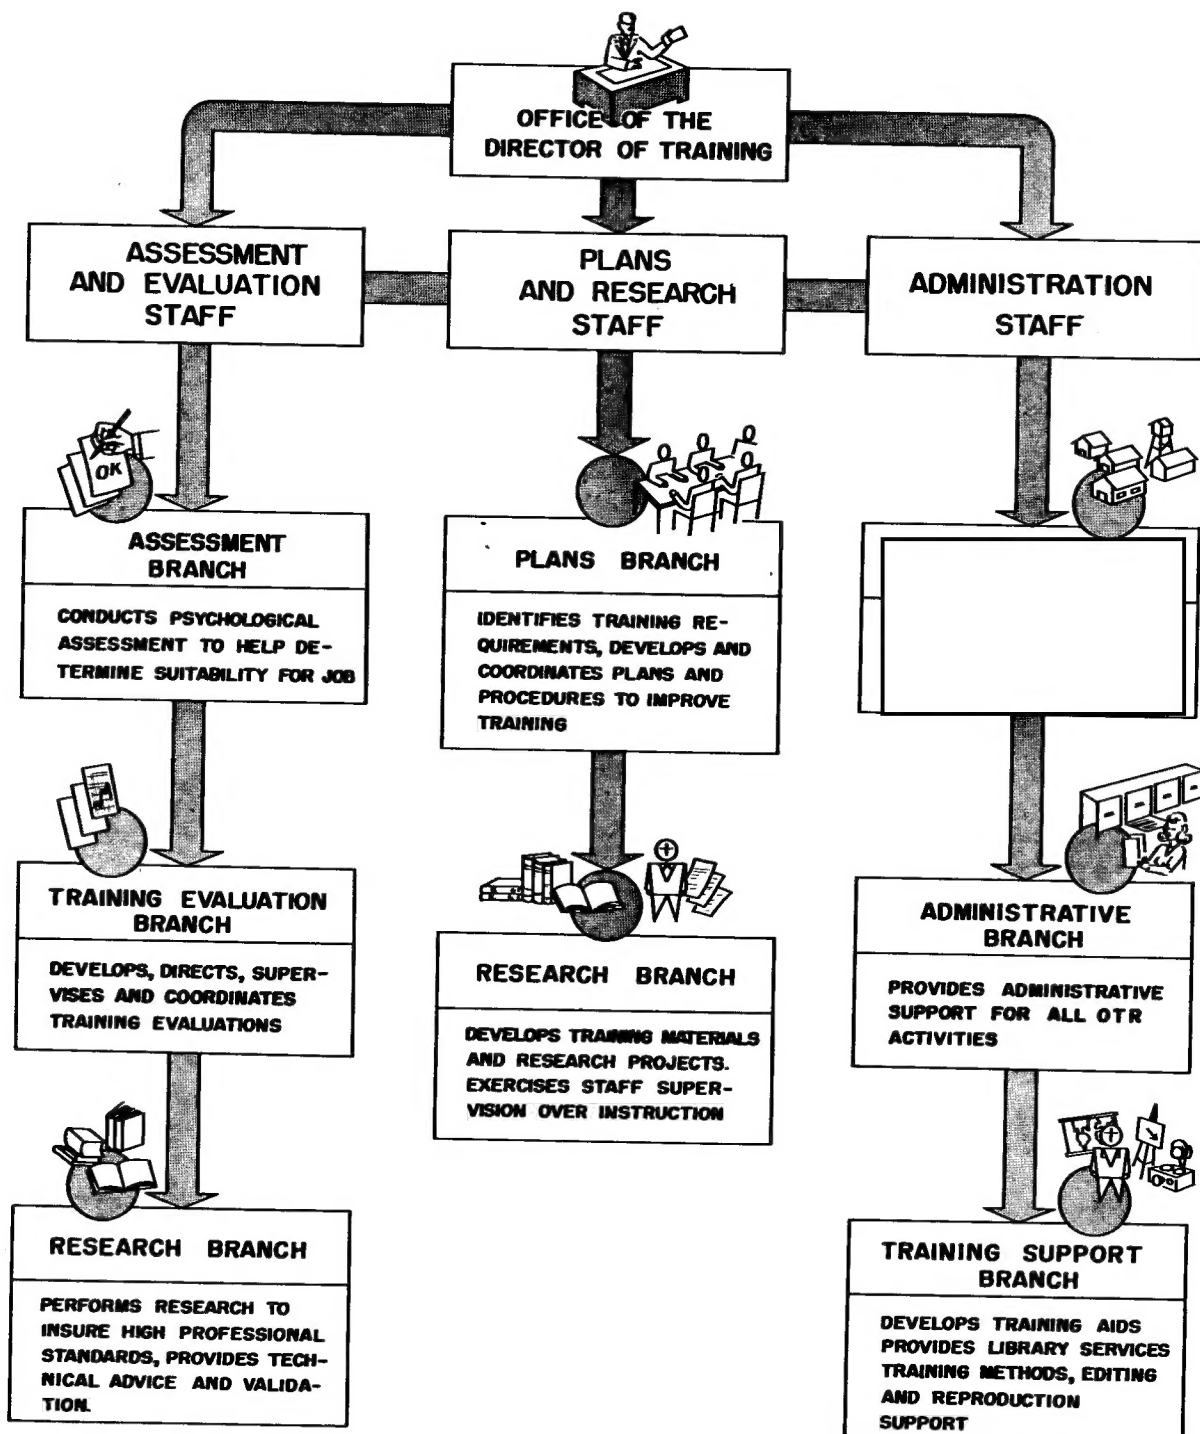 OFFICE OF THE
DIRECTOR OF TRAINING
ASSESSMENT
AND EVALUATION
STAFF
PLANS
AND RESEARCH
STAFF
ADMINISTRATION
STAFF
OK
ASSESSMENT
BRANCH
CONDUCTS PSYCHOLOGICAL
ASSESSMENT TO HELP DE-
TERMINE SUITABILITY FOR JOB
TRAINING EVALUATION
BRANCH
DEVELOPS, DIRECTS, SUPER-
VISES AND COORDINATES
TRAINING EVALUATIONS
RESEARCH BRANCH
PERFORMS RESEARCH TO
INSURE HIGH PROFESSIONAL
STANDARDS, PROVIDES TECH-
NICAL ADVICE AND VALIDA-
TION.
PLANS BRANCH
IDENTIFIES TRAINING RE-
QUIREMENTS, DEVELOPS AND
COORDINATES PLANS AND
PROCEDURES TO IMPROVE
TRAINING
RESEARCH BRANCH
DEVELOPS TRAINING MATERIALS
AND RESEARCH PROJECTS.
EXERCISES STAFF SUPER-
VISION OVER INSTRUCTION
ADMINISTRATIVE
BRANCH
PROVIDES ADMINISTRATIVE
SUPPORT FOR ALL OTR
ACTIVITIES
TRAINING SUPPORT
BRANCH
DEVELOPS TRAINING AIDS
PROVIDES LIBRARY SERVICES
TRAINING METHODS, EDITING
AND REPRODUCTION
SUPPORT